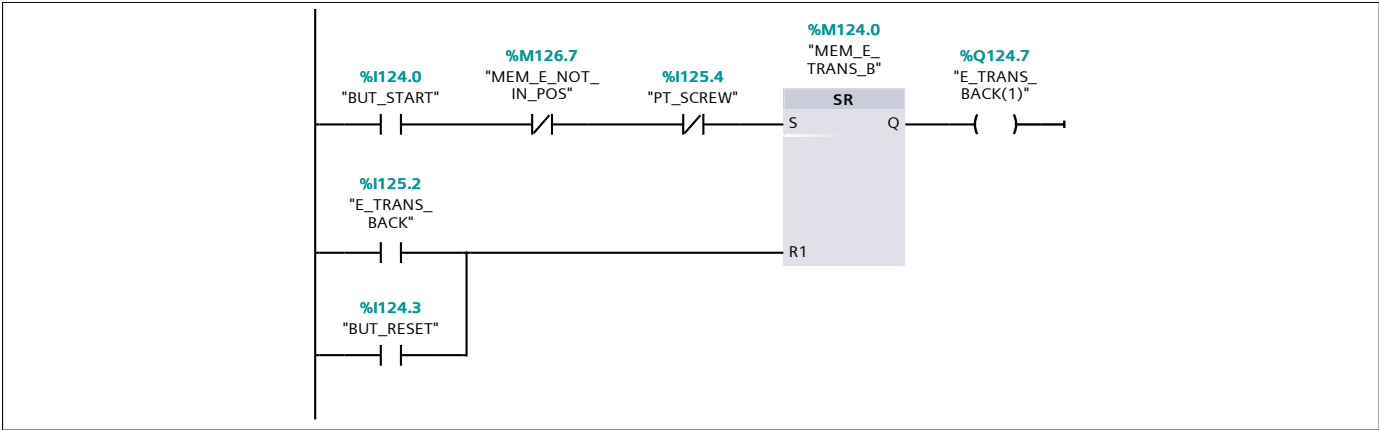 %M124.0
"MEM_E_
TRANS_B"
%I124.0
"BUT_START"
%M126.7
"MEM_E_NOT_
IN_POS"
%I125.4
"PT_SCREW"
%Q124.7
"E_TRANS_
BACK(1)"
SR
S
Q
%I125.2
"E_TRANS_
BACK"
R1
%I124.3
"BUT_RESET"